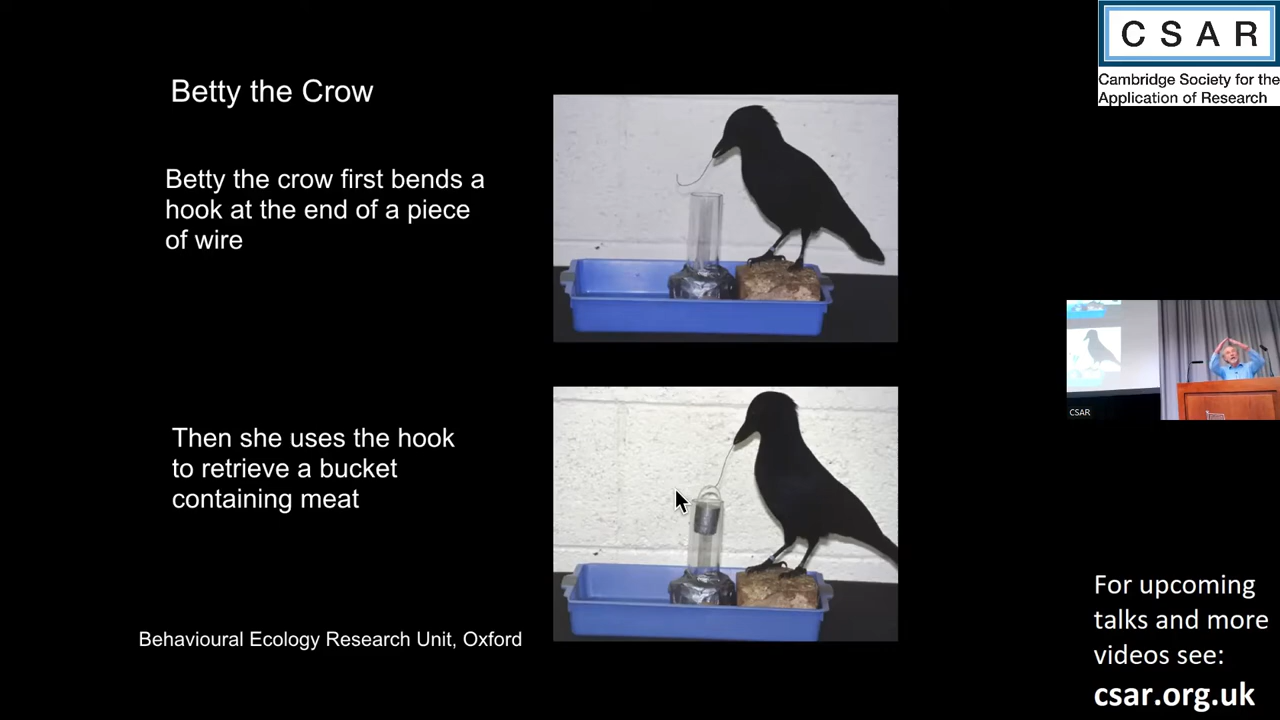 Betty the Crow
Betty the crow first bends a
hook at the end of a piece
of wire
Then she uses the hook
to retrieve a bucket
containing meat
Behavioural Ecology Research Unit, Oxford
C S A R
Cambridge Society for the
Application of Research
CSAR
For upcoming
talks and more
videos see:
csar.org.uk